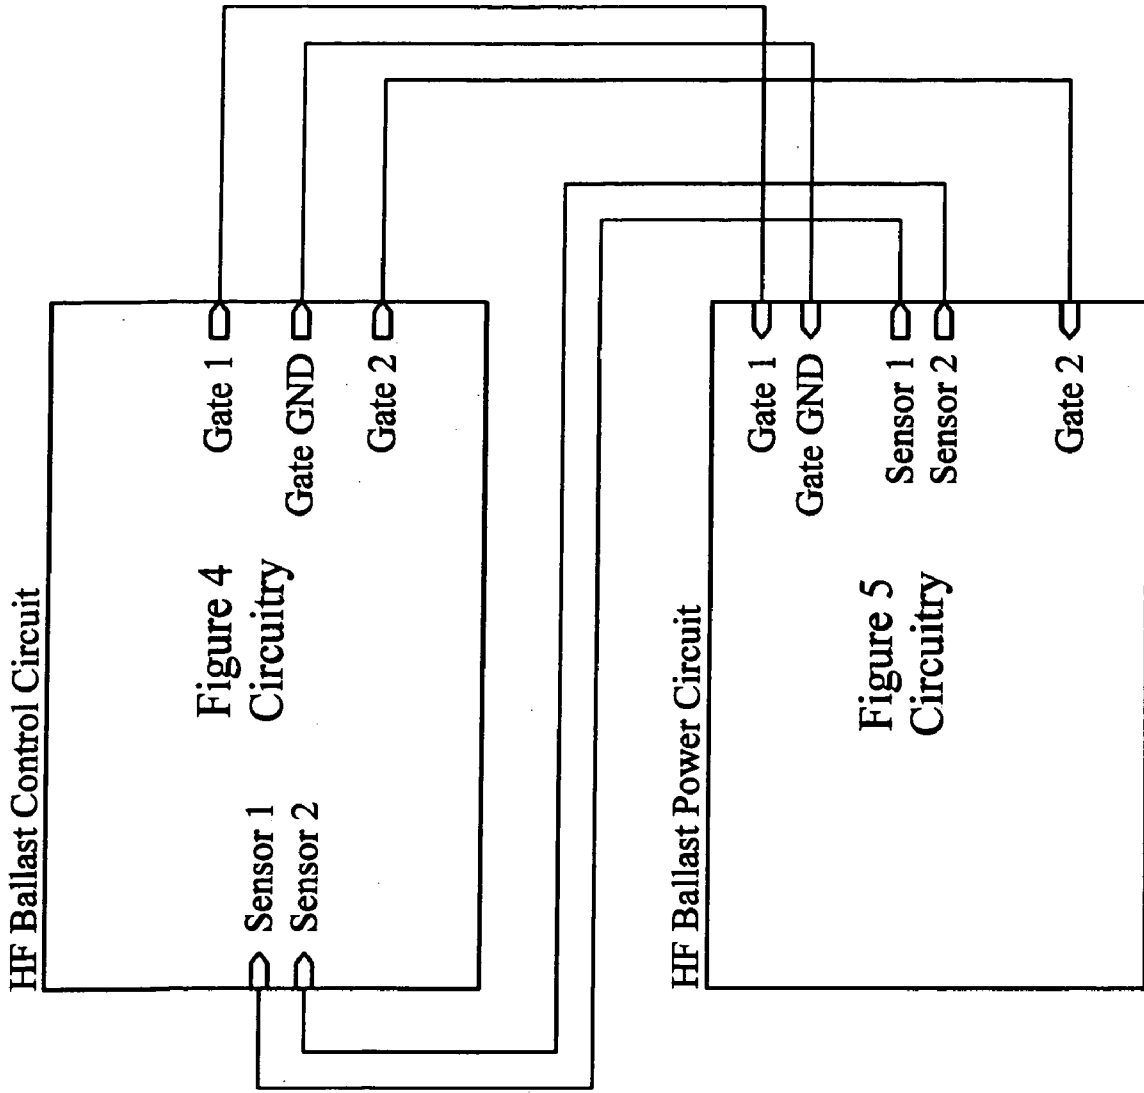 HF Ballast Control Circuit
Sensor 1
Sensor 2
Figure 4
Circuitry
Gate 1
Gate GND
Gate 2
HF Ballast Power Circuit
Figure 5
Circuitry
Gate 1
Gate GND
Sensor 1
Sensor 2
Gate 2